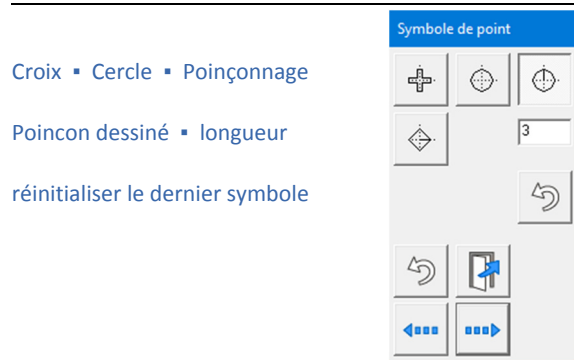 Symbole de point
Croix ▪ Cercle ▪ Poinçonnage
Poincon dessiné ▪ longueur
3
réinitialiser le dernier symbole